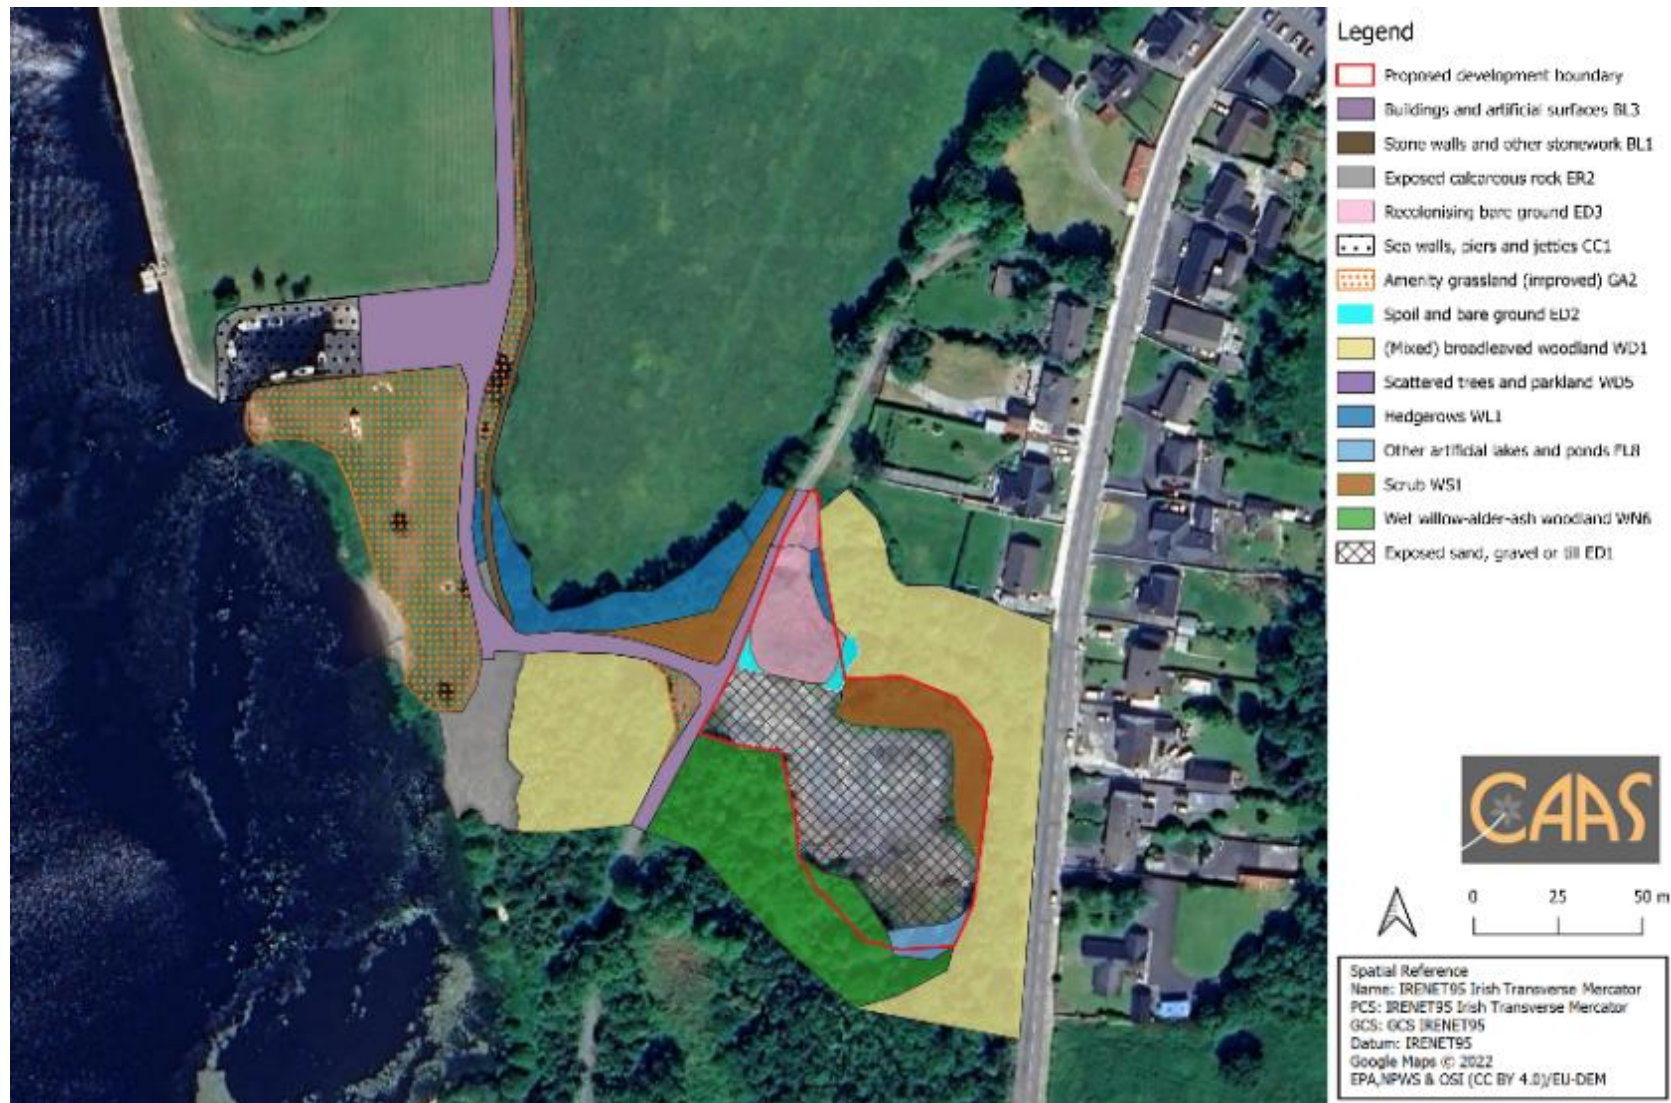 Legend
Proposed development boundary
Buildings and artificial surfaces BL3
Stone walls and other stonework BL1
Exposed calcareous rock ER2
Recolonising bare ground ED3
Sea walls, piers and jetties CC1
Amenity grassland (improved) GA2
Spoil and bare ground ED2
(Mixed) broadleaved woodland WD1
Scattered trees and parkland WD5
Hedgerows WL1
Other artificial lakes and ponds FL8
Scrub WS1
Wet willow-alder-ash woodland WN6
Exposed sand, gravel or till ED1
CAAS
0 25 50 m
Spatial Reference
Name: IRENET95 Irish Transverse Mercator
PCS: IRENET95 Irish Transverse Mercator
GCS: GCS IRENET95
Datum: IRENET95
Google Maps © 2022
EPA,NPWS & OSI (CC BY 4.0)/EU-DEM